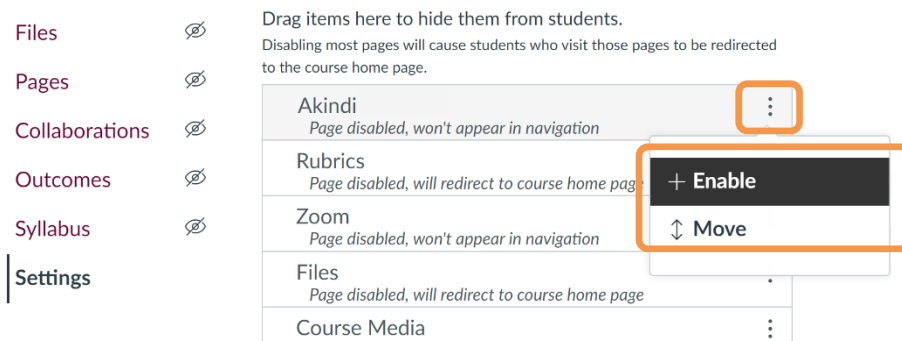 Files
Pages
Collaborations
Outcomes
Syllabus
Settings
Drag items here to hide them from students.
Disabling most pages will cause students who visit those pages to be redirected
to the course home page.
Akindi
Page disabled, won't appear in navigation
Rubrics
Page disabled, will redirect to course home page
Zoom
Page disabled, won't appear in navigation
Files
Page disabled, will redirect to course home page
Course Media
+ Enable
Move